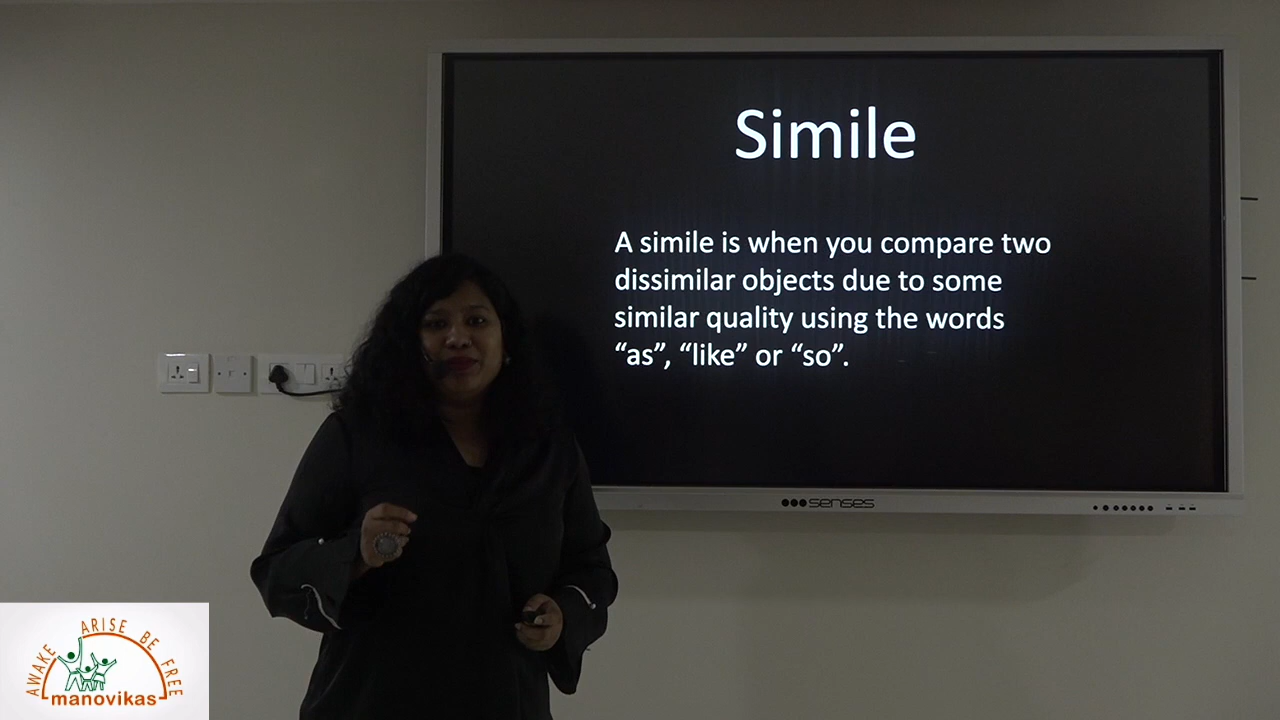 Simile
A simile is when you compare two
dissimilar objects due to some
similar quality using the words
“as”, “like” or “so”.
senses
AWAKE ARISE BE FREE
manovikas